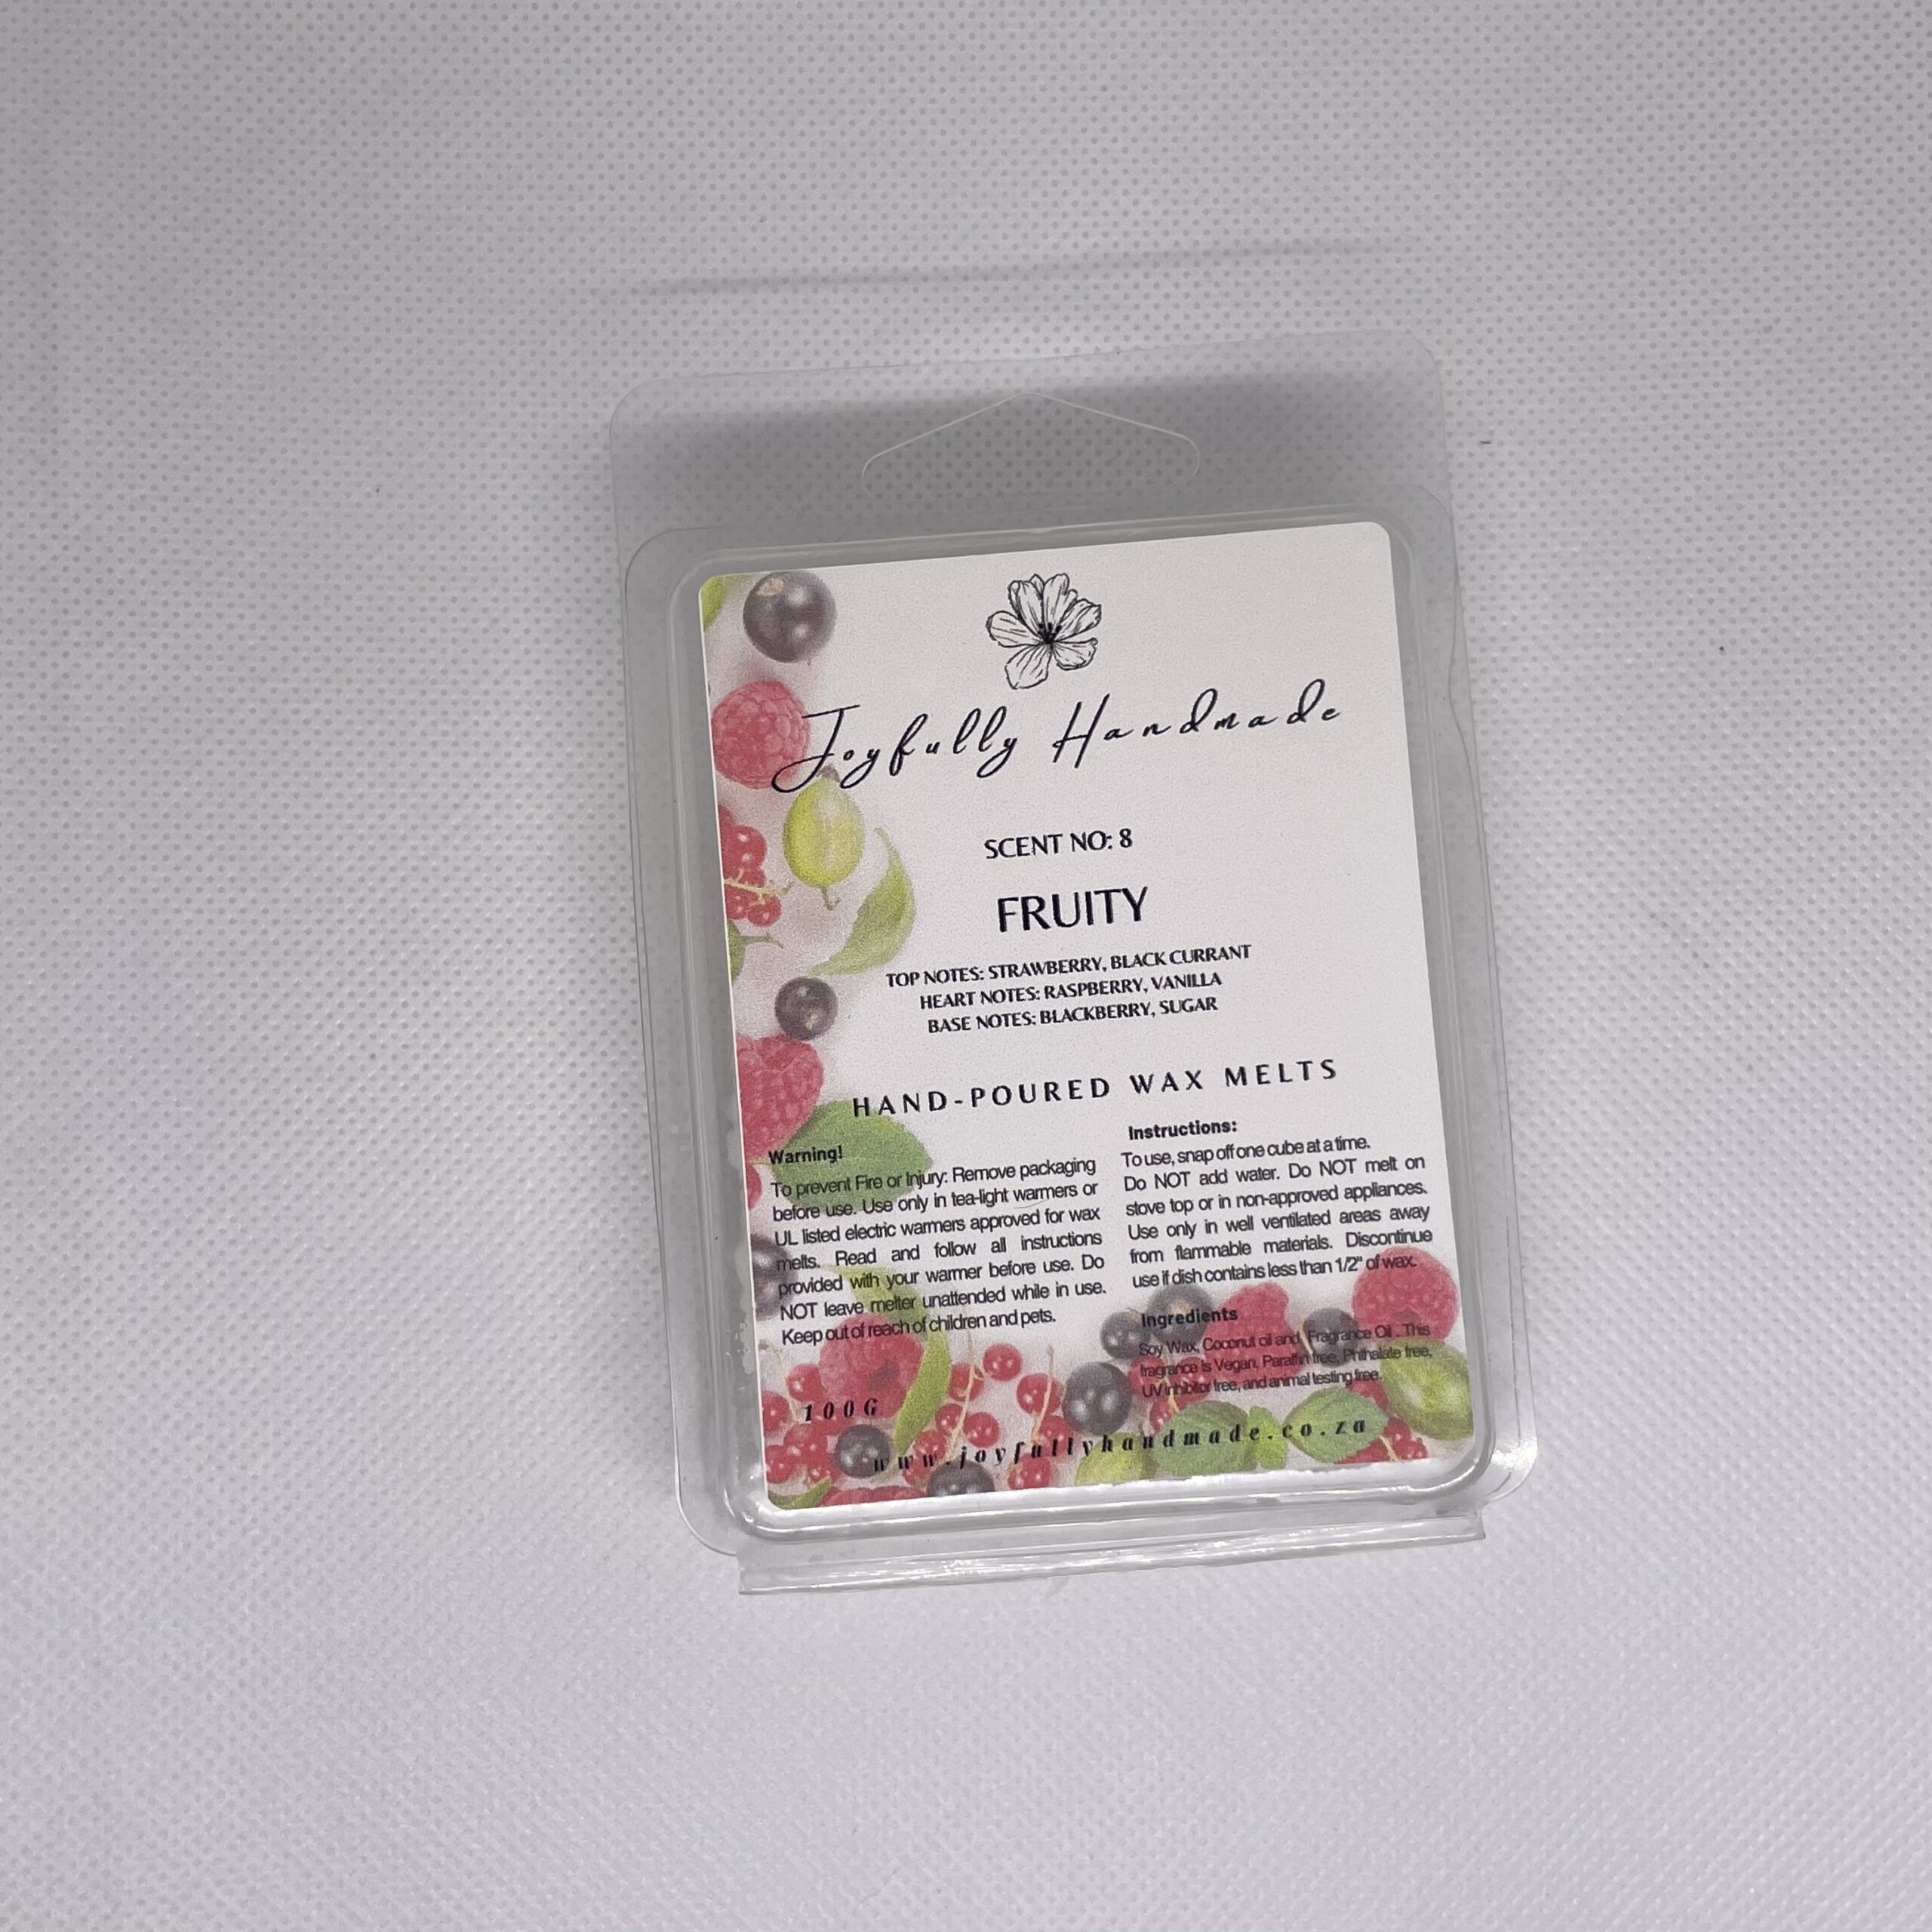 Joyfully Handmade
SCENT NO: 8
FRUITY
TOP NOTES: STRAWBERRY, BLACK CURRANT
HEART NOTES: RASPBERRY, VANILLA
BASE NOTES: BLACKBERRY, SUGAR
HAND-POURED WAX MELTS
Warning!
To prevent Fire or Injury: Remove packaging
before use. Use only in tea-light warmers or
UL listed electric warmers approved for wax
melts. Read and follow all instructions
provided with your warmer before use. Do
NOT leave melter unattended while in use.
Keep out of reach of children and pets.
Instructions:
To use, snap off one cube at a time.
Do NOT add water. Do NOT melt on
stove top or in non-approved appliances.
Use only in well ventilated areas away
from flammable materials. Discontinue
use if dish contains less than 1/2" of wax.
Ingredients
Soy Wax, Coconut oil and Fragrance Oil . This
fragrance Is Vegan, Paraffin free, Phthalate free,
UV inhibitor free, and animal testing free.
100G
www.joyfullyhandmade.co.za